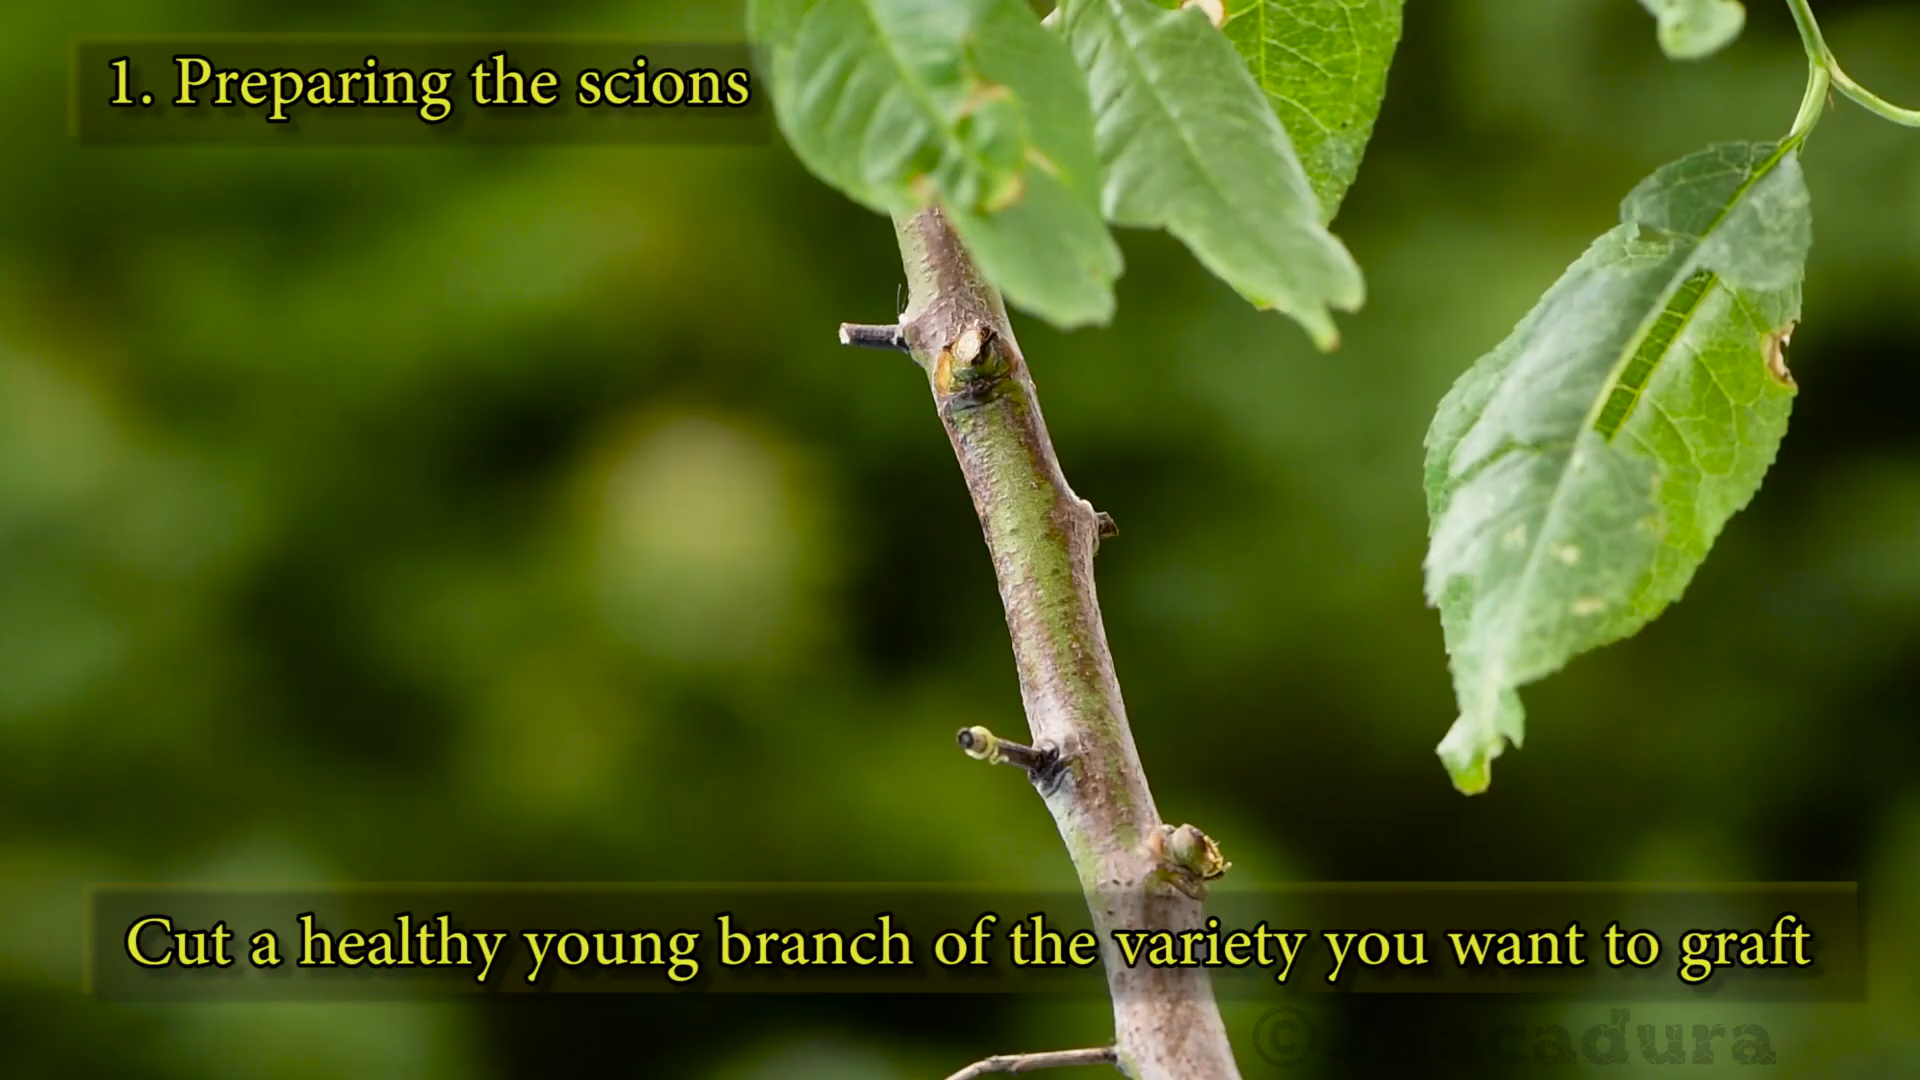 1. Preparing the scions
Cut a healthy young branch of the variety you want to graft